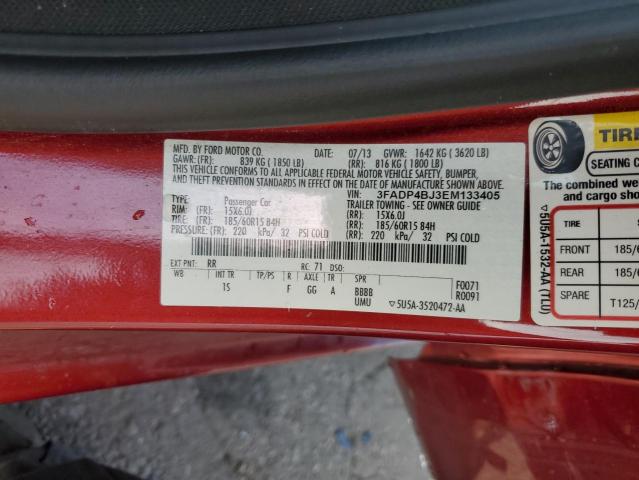 MFD. BY FORD MOTOR CO. DATE: 07/13 GVWR: 1642 KG ( 3620 LB)
GAWR: (FR): 839 KG ( 1850 LB) (RR): 816 KG ( 1800 LB)
THIS VEHICLE CONFORMS TO ALL APPLICABLE FEDERAL MOTOR VEHICLE SAFETY, BUMPER,
AND THEFT PREVENTION STANDARDS IN EFFECT ON THE DATE OF MANUFACTURE SHOWN ABOVE.
VIN: 3FADP4BJ3EM133405
TYPE: Passenger Car TRAILER TOWING - SEE OWNER GUIDE
RIM: (FR): 15X6.0J (RR): 15X6.0J
TIRE: (FR): 185/60R15 84H (RR): 185/60R15 84H
PRESSURE: (FR): 220 kPa/ 32 PSI COLD (RR): 220 kPa/ 32 PSI COLD
EXT PNT: RR RC: 71 DSO:
WB INT TR TP/PS R AXLE TR SPR
15 F GG A BBBB
UMU
F0071
R0091
5U5A-3520472-AA
5U5A-1532-AA (7LU)
TIRE
SEATING
The combined
and cargo
TIRE
FRONT 185/
REAR 185/
SPARE T125/